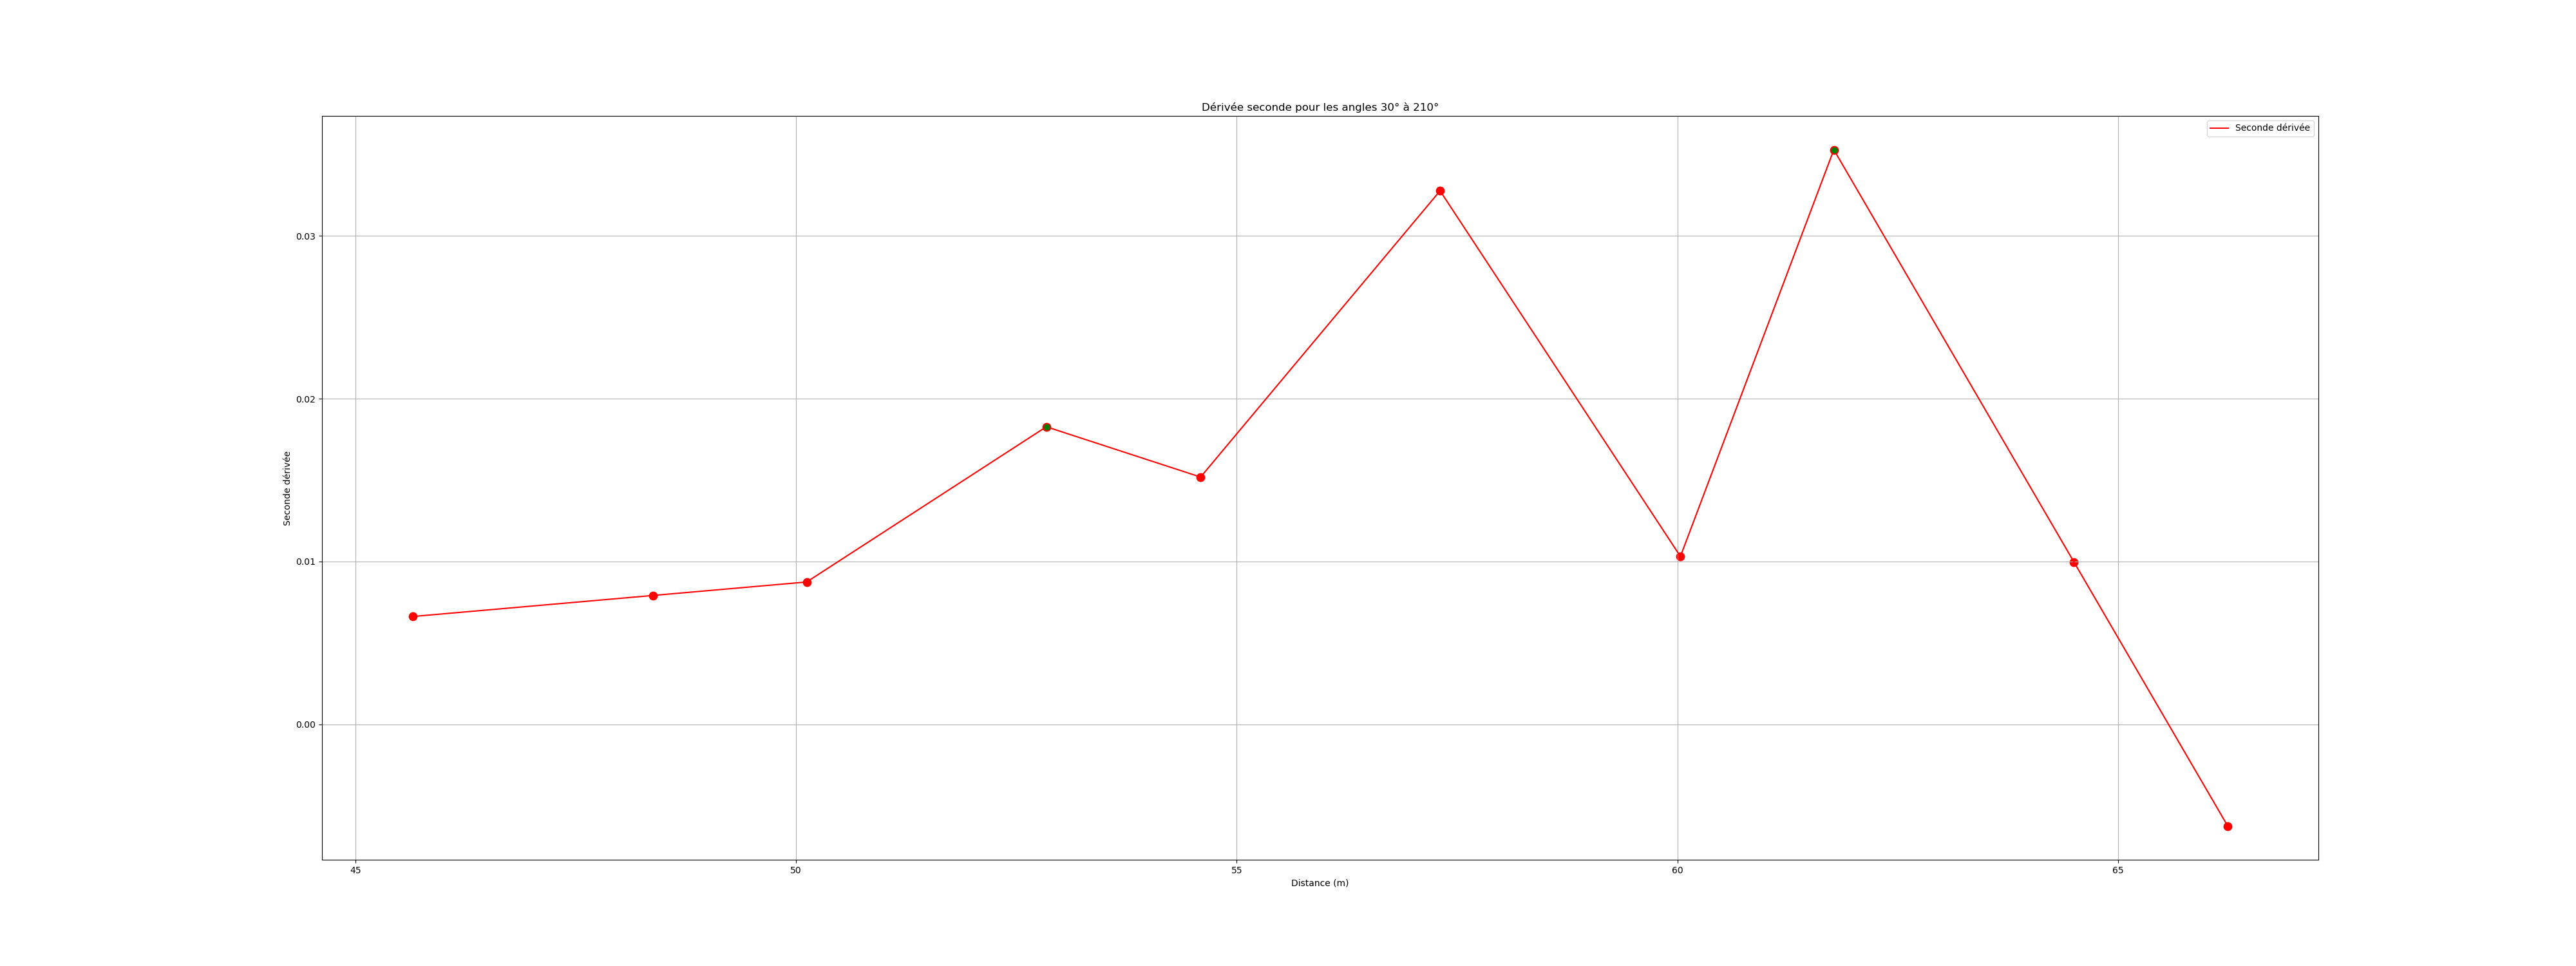 Dérivée seconde pour les angles 30° à 210°
Seconde dérivée
0.03
0.02
0.01
0.00
Seconde dérivée
45
50
55
60
65
Distance (m)